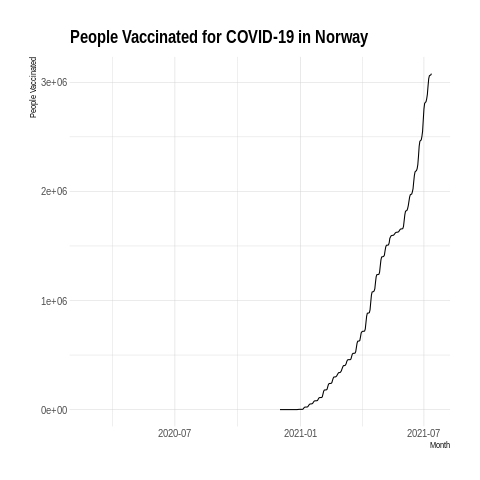 People Vaccinated for COVID-19 in Norway
People Vaccinated
3e+06
2e+06
1e+06
0e+00
2020-07
2021-01
2021-07
Month